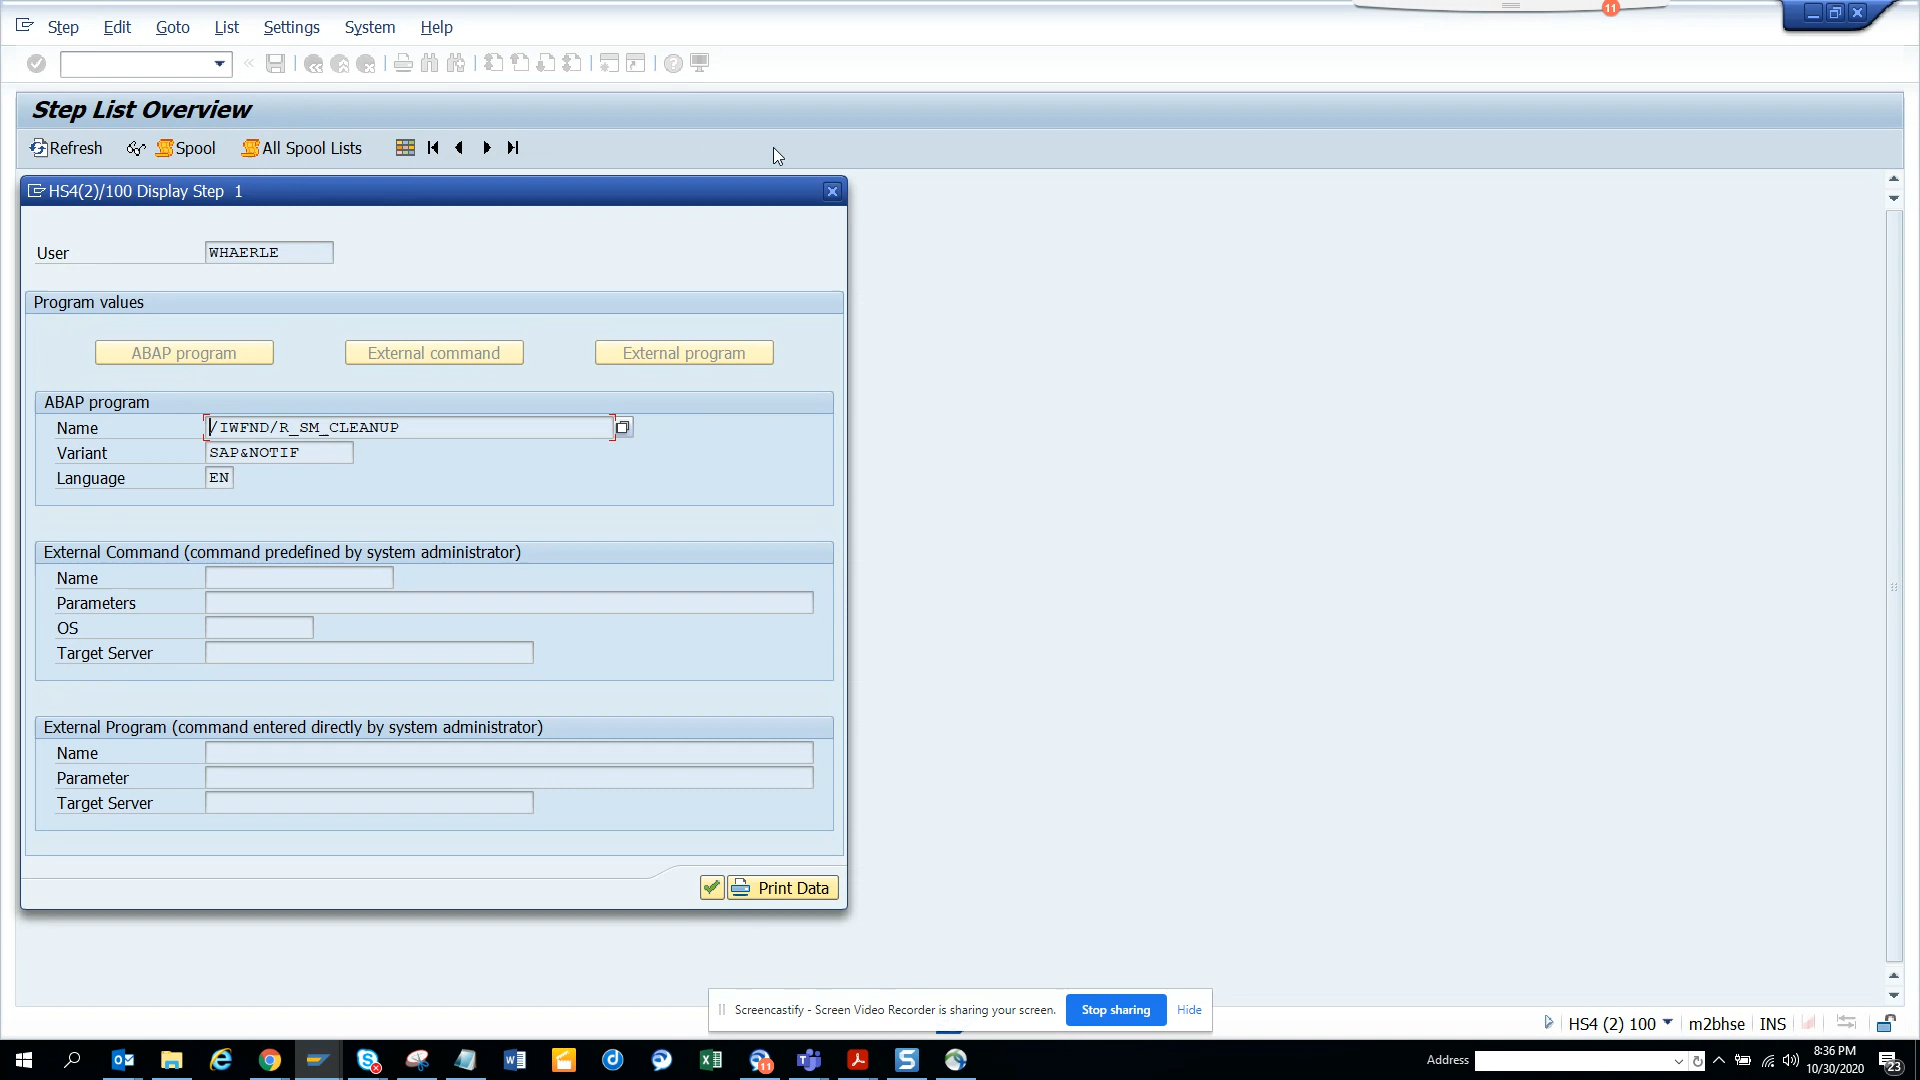 11
Step Edit Goto List Settings System Help
Step List Overview
Refresh Spool All Spool Lists
HS4(2)/100 Display Step 1
User WHAERLE
Program values
ABAP program External command External program
ABAP program
Name /IWFND/R_SM_CLEANUP
Variant SAP&NOTIF
Language EN
External Command (command predefined by system administrator)
Name
Parameters
OS
Target Server
External Program (command entered directly by system administrator)
Name
Parameter
Target Server
Print Data
Screencastify - Screen Video Recorder is sharing your screen. Stop sharing Hide
HS4 (2) 100 m2bhse INS
Address
8:36 PM
10/30/2020
11
23